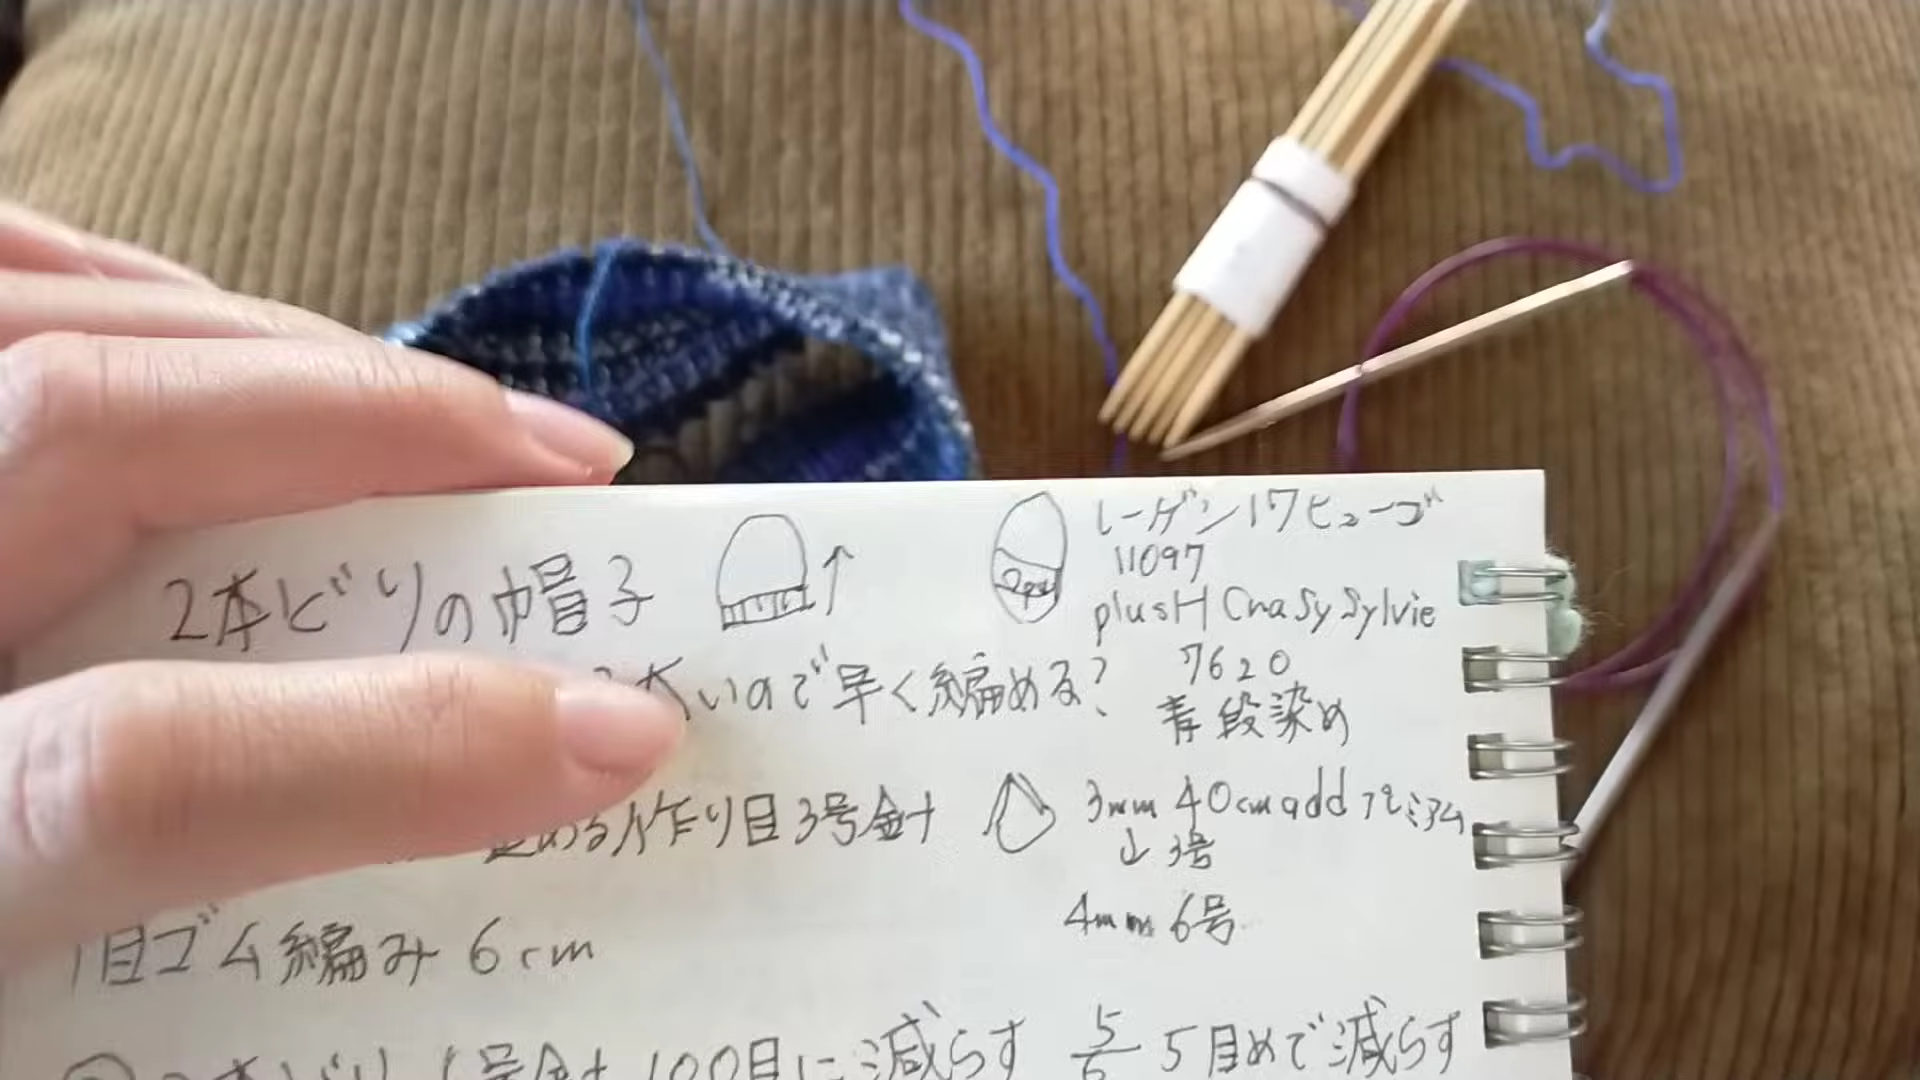 2本どりの帽子
いので早く編める?
作り目3号針
1目ゴム編み 6cm
号針 100目に減らす
レーゲン17ヒューゴ
11097
plusH CraSy Sylvie
7620
青段染め
3mm 40cm addプレミアム
3号
4mm 6号
5目めで減らす